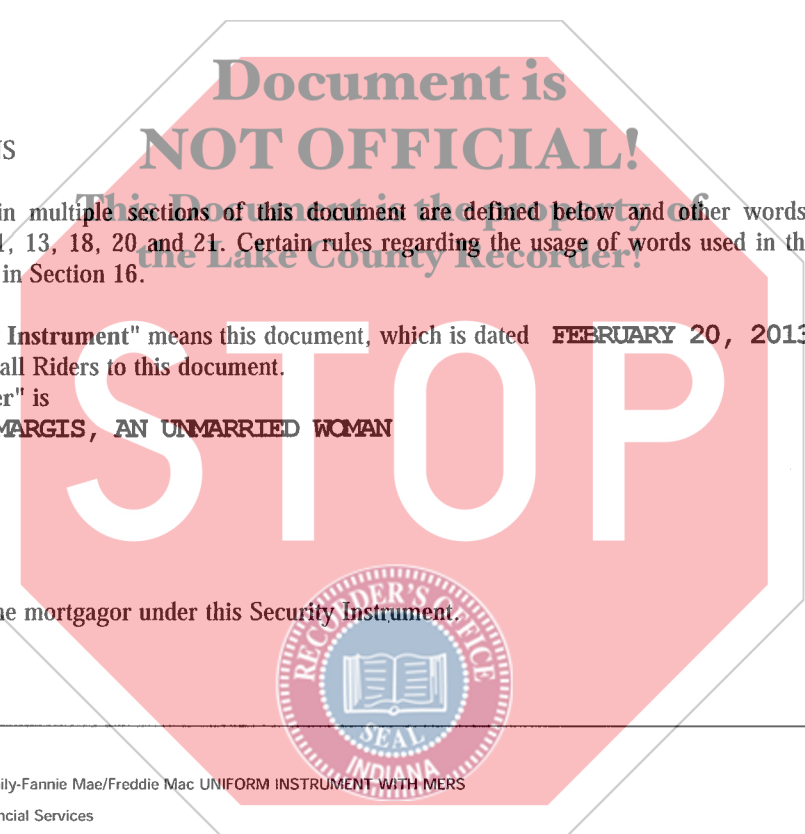 Document is
NOT OFFICIAL!
This Document is the property of
the Lake County Recorder!
in multiple sections of this document are defined below and other words
1, 13, 18, 20 and 21. Certain rules regarding the usage of words used in th
in Section 16.
Instrument" means this document, which is dated FEBRUARY 20, 2013
all Riders to this document.
er" is
MARGIS, AN UNMARRIED WOMAN
STOP
he mortgagor under this Security Instrument.
RECORDER'S OFFICE
SEAL
INDIANA
ily-Fannie Mae/Freddie Mac UNIFORM INSTRUMENT WITH MERS
ncial Services